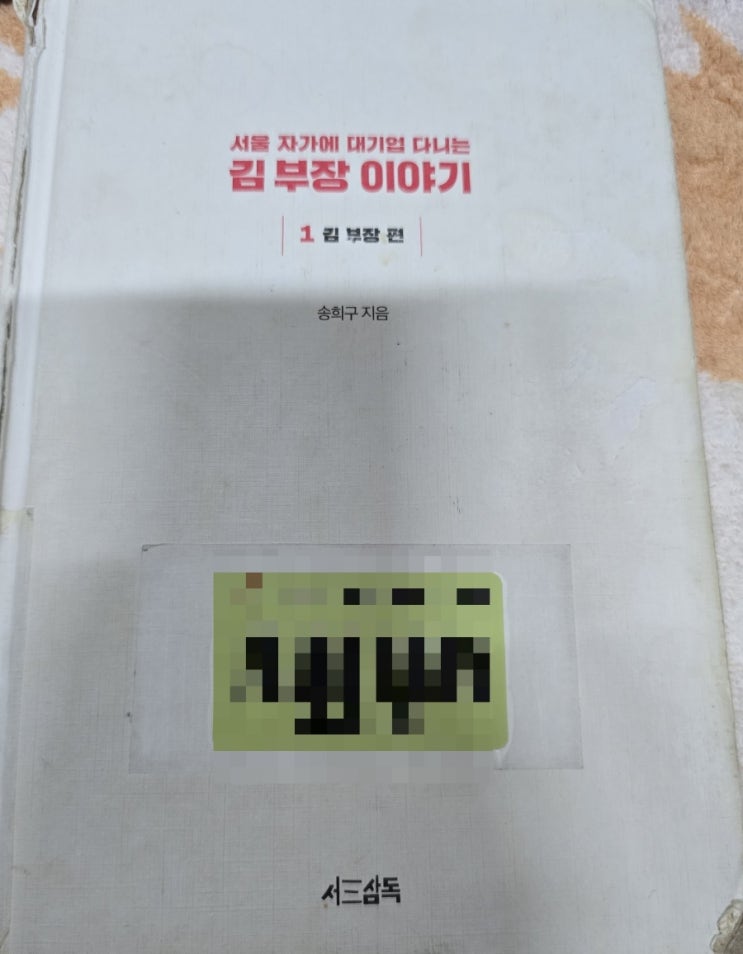 서울 자가에 대기업 다니는
김 부장 이야기
1 김 부장 편
송희구 지음
서三삼독